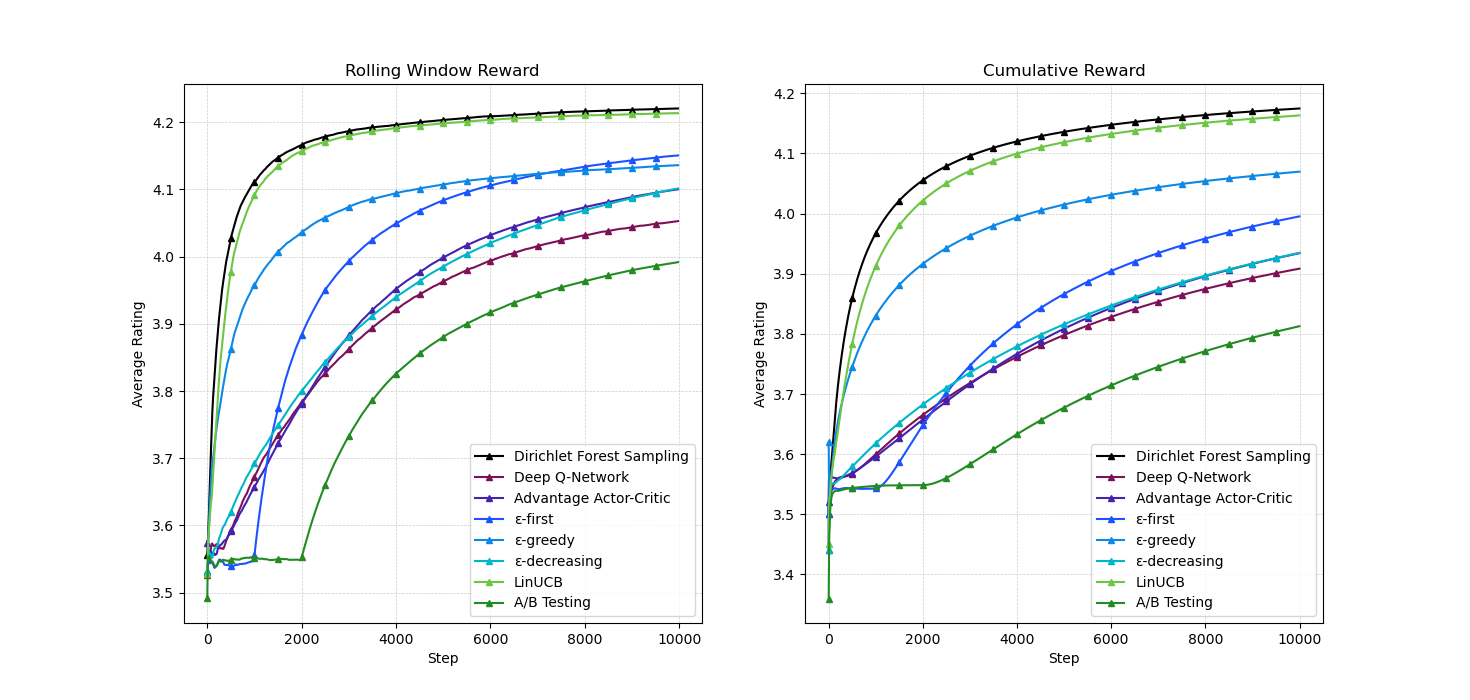 Rolling Window Reward
Average Rating
4.2
4.1
4.0
3.9
3.8
3.7
3.6
3.5
0 2000 4000 6000 8000 10000
Step
Dirichlet Forest Sampling
Deep Q-Network
Advantage Actor-Critic
ε-first
ε-greedy
ε-decreasing
LinUCB
A/B Testing
Cumulative Reward
Average Rating
4.2
4.1
4.0
3.9
3.8
3.7
3.6
3.5
3.4
0 2000 4000 6000 8000 10000
Step
Dirichlet Forest Sampling
Deep Q-Network
Advantage Actor-Critic
ε-first
ε-greedy
ε-decreasing
LinUCB
A/B Testing